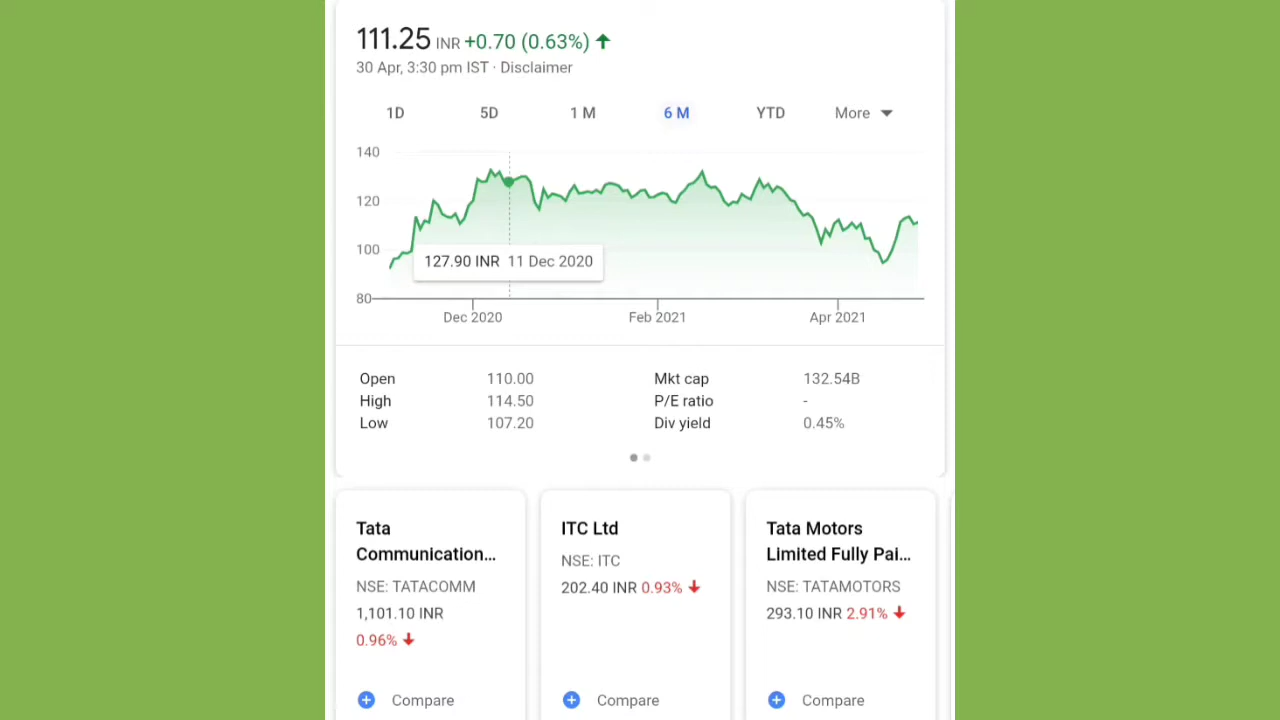 111.25 INR +0.70 (0.63%)
30 Apr, 3:30 pm IST · Disclaimer
1D 5D 1 M 6 M YTD More
140
120
100
80
127.90 INR 11 Dec 2020
Dec 2020 Feb 2021 Apr 2021
Open 110.00 Mkt cap 132.54B
High 114.50 P/E ratio -
Low 107.20 Div yield 0.45%
Tata
Communication...
NSE: TATACOMM
1,101.10 INR
0.96%
Compare
ITC Ltd
NSE: ITC
202.40 INR 0.93%
Compare
Tata Motors
Limited Fully Pai...
NSE: TATAMOTORS
293.10 INR 2.91%
Compare